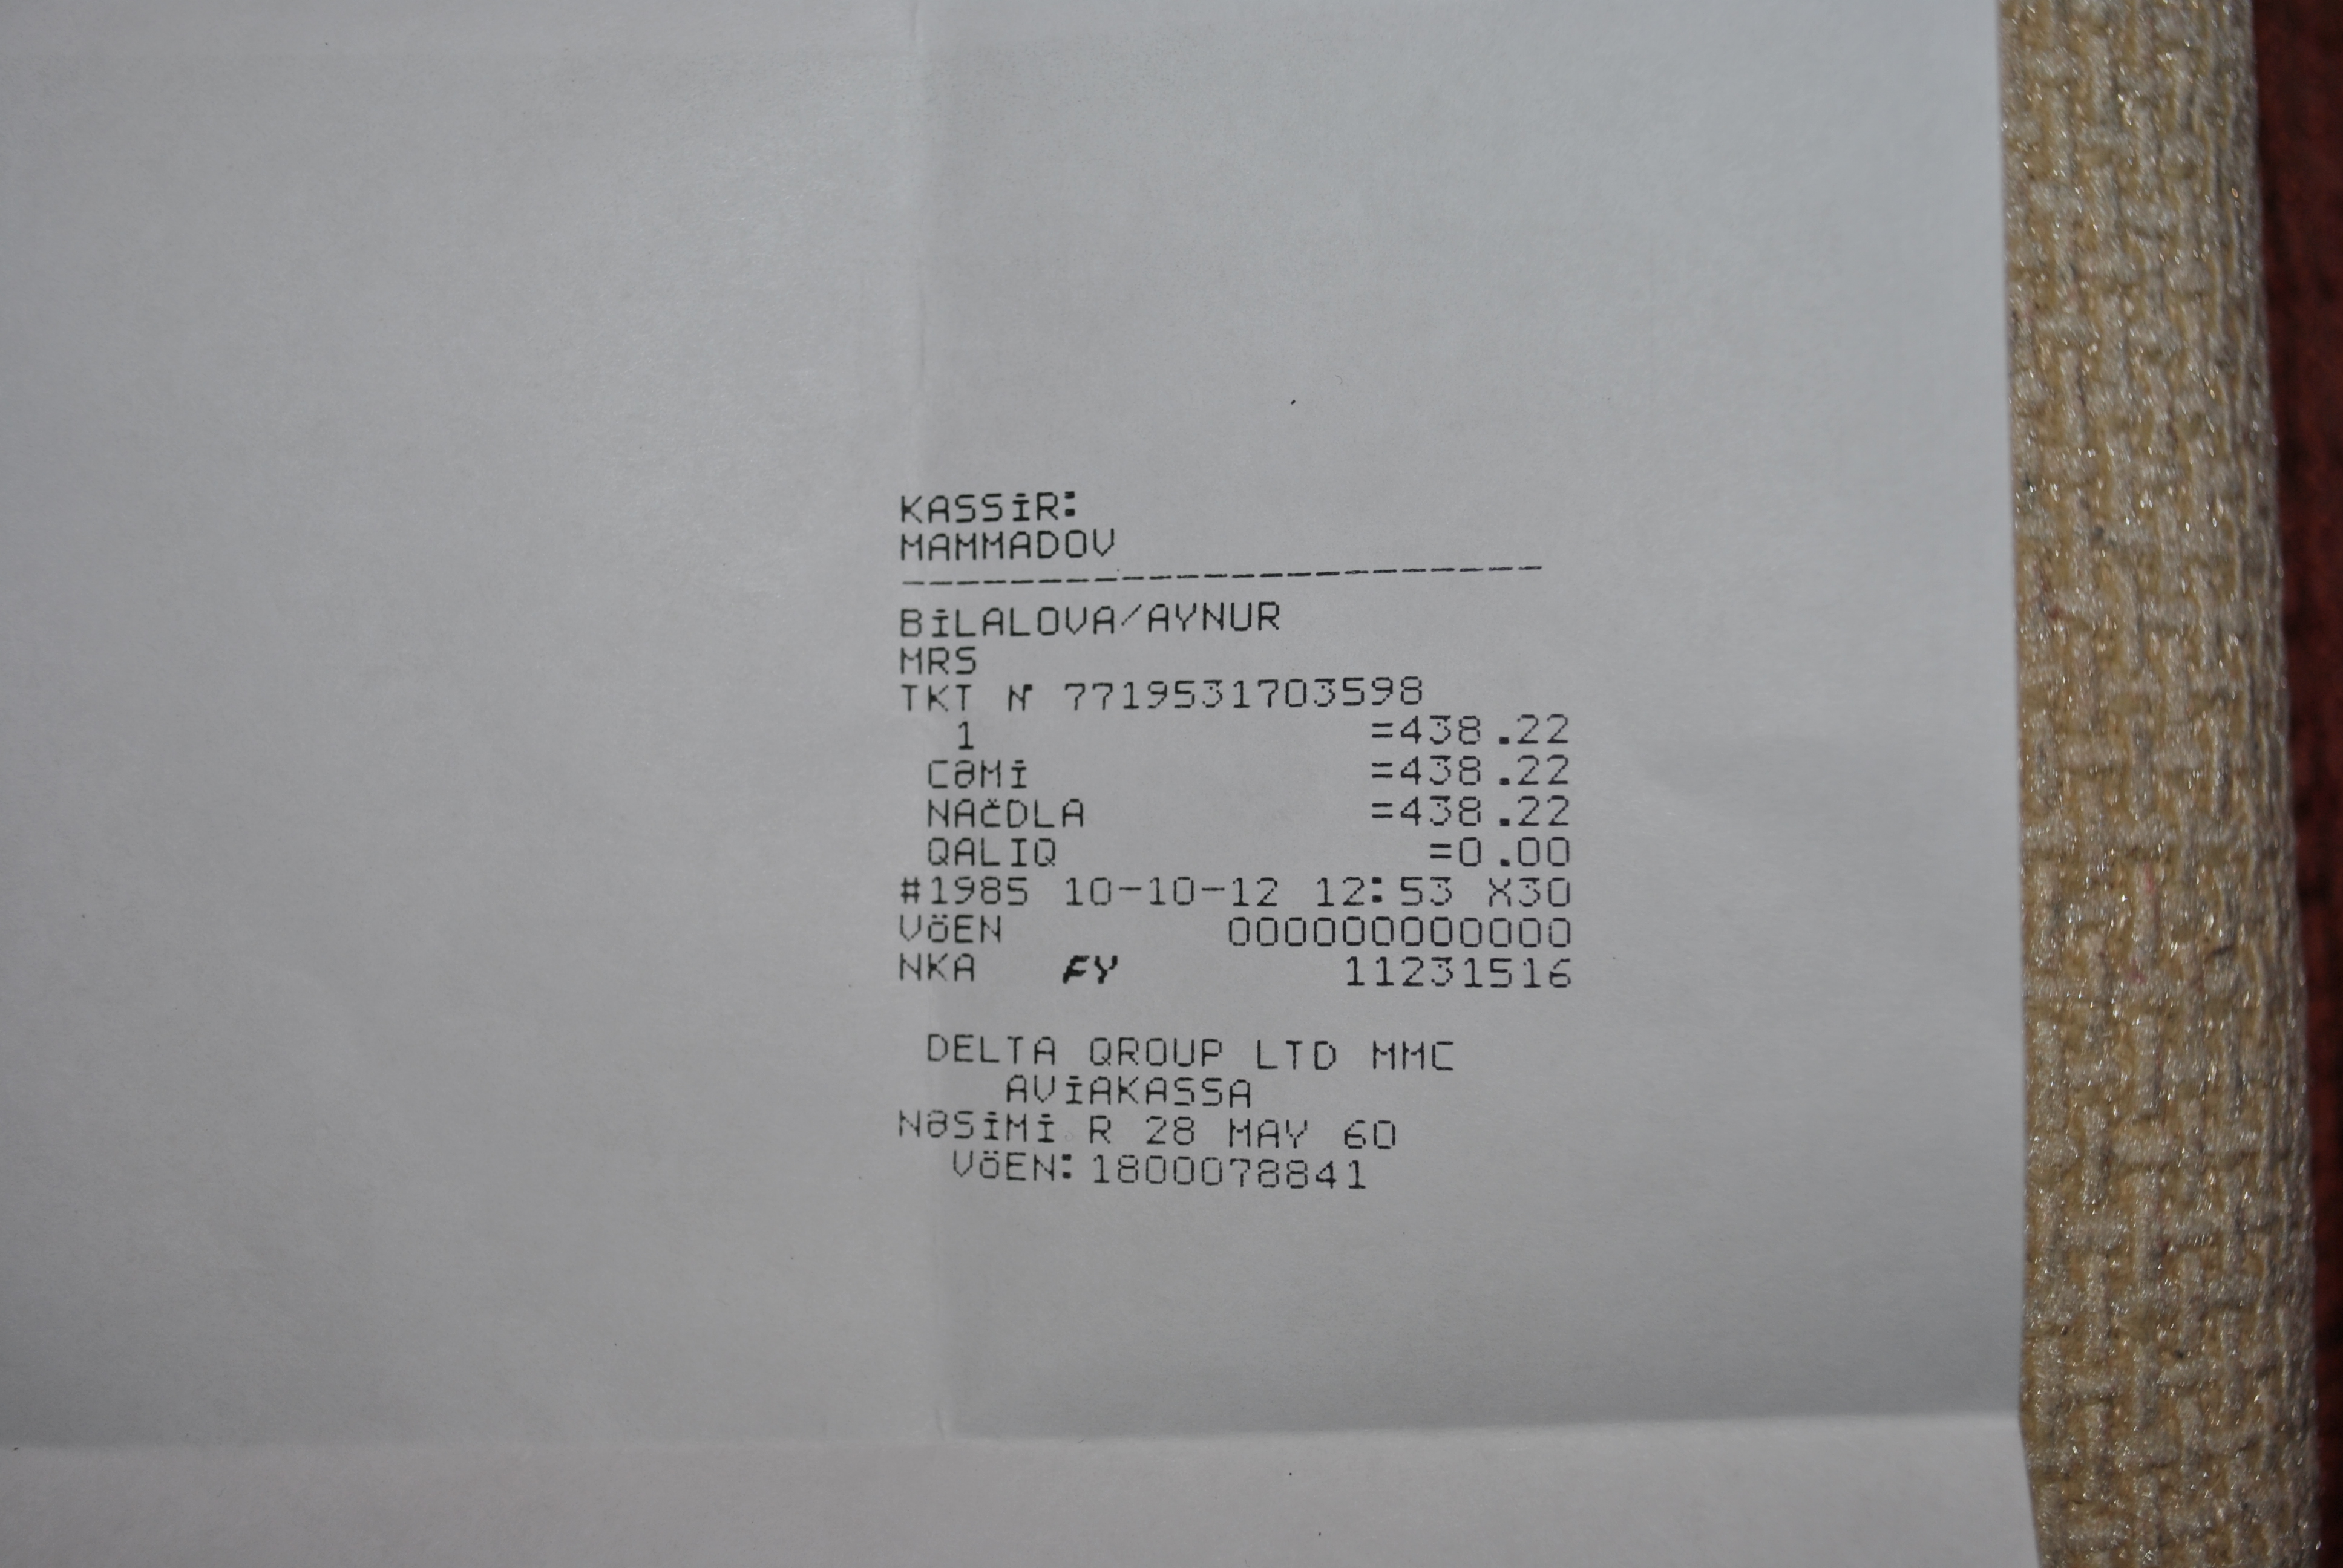 KASSİR:
MAMMADOV
------------------------
BİLALOVA/AYNUR
MRS
TKT № 7719531703598
1 =438.22
CƏMİ =438.22
NAĞDLA =438.22
QALIQ =0.00
#1985 10-10-12 12:53 X30
VÖEN 000000000000
NKA FY 11231516
DELTA QROUP LTD MMC
AVİAKASSA
NƏSİMİ R 28 MAY 60
VÖEN:1800078841